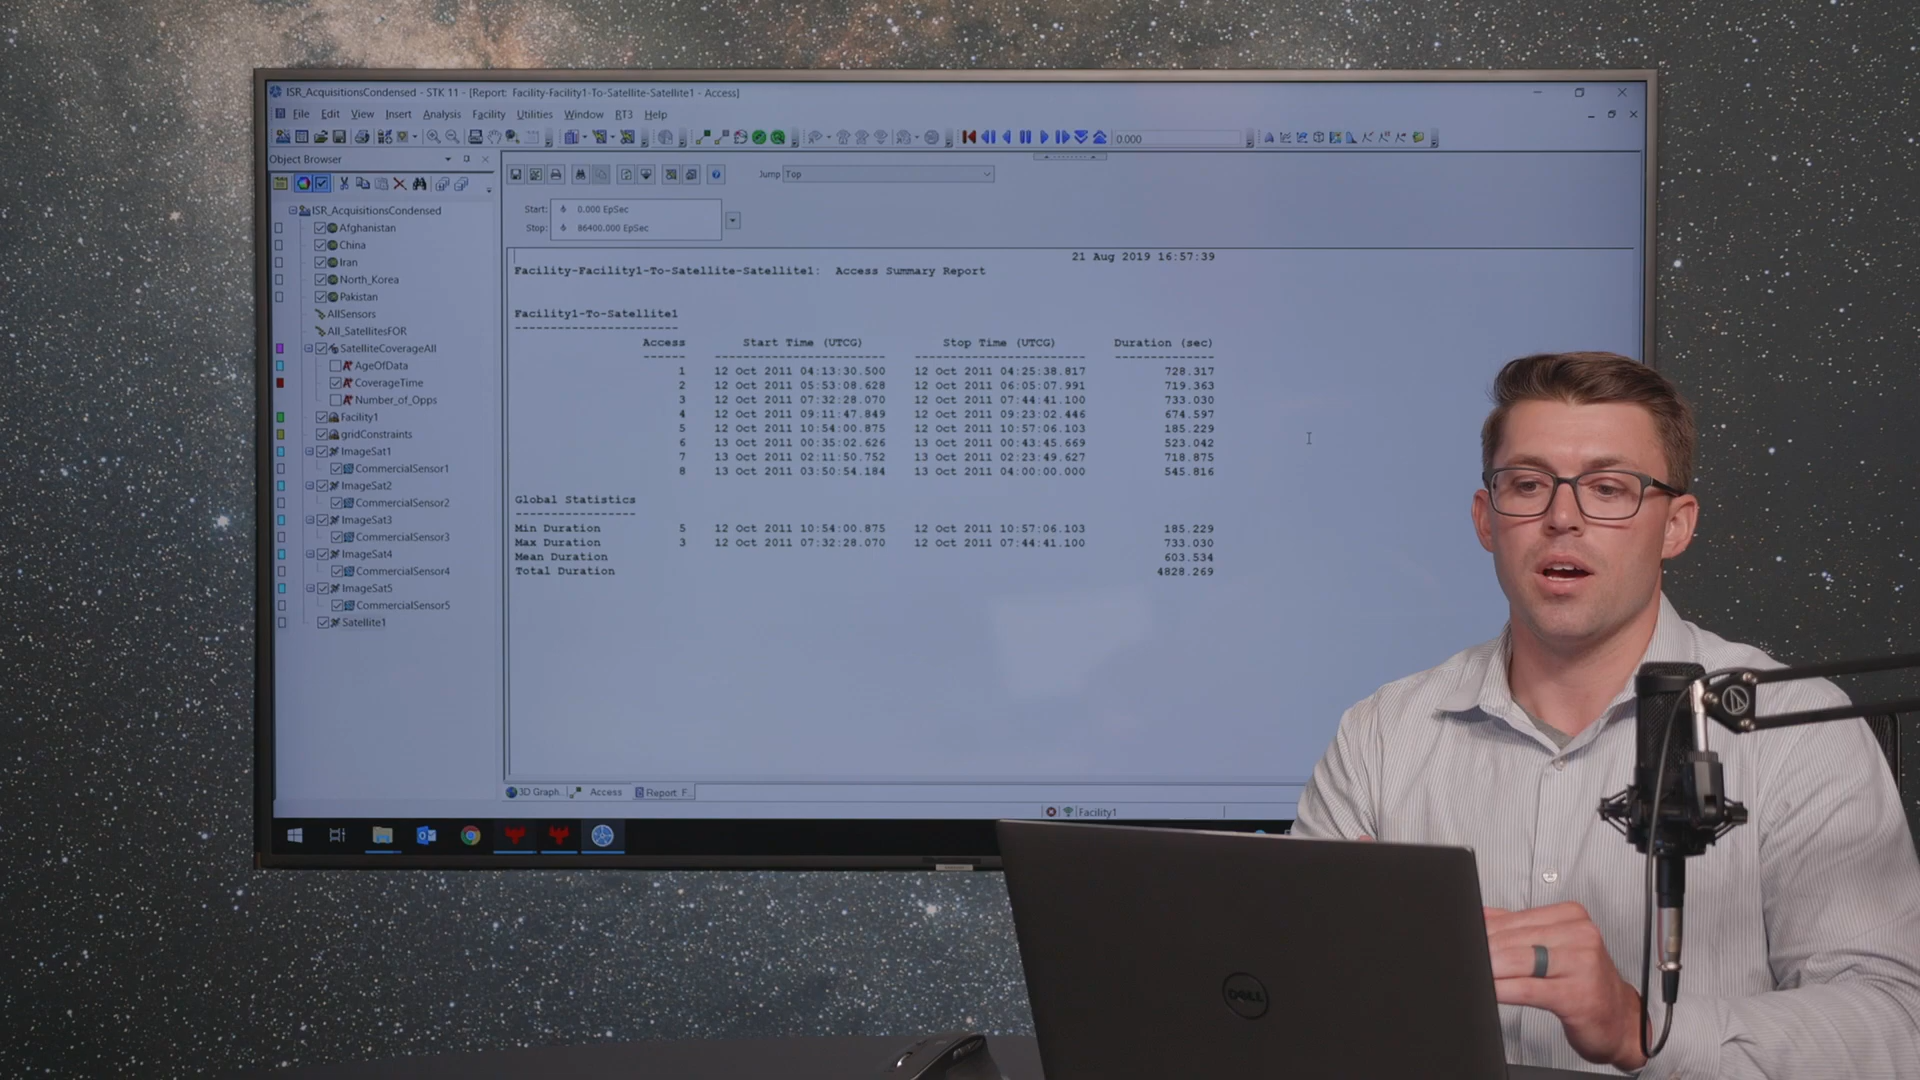 ISR_AcquisitionsCondensed - STK 11 - [Report: Facility-Facility1-To-Satellite-Satellite1 - Access]
File Edit View Insert Analysis Facility Utilities Window RT3 Help
0.000
Object Browser
Jump Top
Start: 0.000 EpSec
Stop: 86400.000 EpSec
ISR_AcquisitionsCondensed
Afghanistan
China
Iran
North_Korea
Pakistan
AllSensors
All_SatellitesFOR
SatelliteCoverageAll
AgeOfData
CoverageTime
Number_of_Opps
Facility1
gridConstraints
ImageSat1
CommercialSensor1
ImageSat2
CommercialSensor2
ImageSat3
CommercialSensor3
ImageSat4
CommercialSensor4
ImageSat5
CommercialSensor5
Satellite1
21 Aug 2019 16:57:39
Facility-Facility1-To-Satellite-Satellite1: Access Summary Report
Facility1-To-Satellite1
Access Start Time (UTCG) Stop Time (UTCG) Duration (sec)
1 12 Oct 2011 04:13:30.500 12 Oct 2011 04:25:38.817 728.317
2 12 Oct 2011 05:53:08.628 12 Oct 2011 06:05:07.991 719.363
3 12 Oct 2011 07:32:28.070 12 Oct 2011 07:44:41.100 733.030
4 12 Oct 2011 09:11:47.849 12 Oct 2011 09:23:02.446 674.597
5 12 Oct 2011 10:54:00.875 12 Oct 2011 10:57:06.103 185.229
6 13 Oct 2011 00:35:02.626 13 Oct 2011 00:43:45.669 523.042
7 13 Oct 2011 02:11:50.752 13 Oct 2011 02:23:49.627 718.875
8 13 Oct 2011 03:50:54.184 13 Oct 2011 04:00:00.000 545.816
Global Statistics
Min Duration 5 12 Oct 2011 10:54:00.875 12 Oct 2011 10:57:06.103 185.229
Max Duration 3 12 Oct 2011 07:32:28.070 12 Oct 2011 07:44:41.100 733.030
Mean Duration 603.534
Total Duration 4828.269
3D Graph... Access Report F...
Facility1
DELL